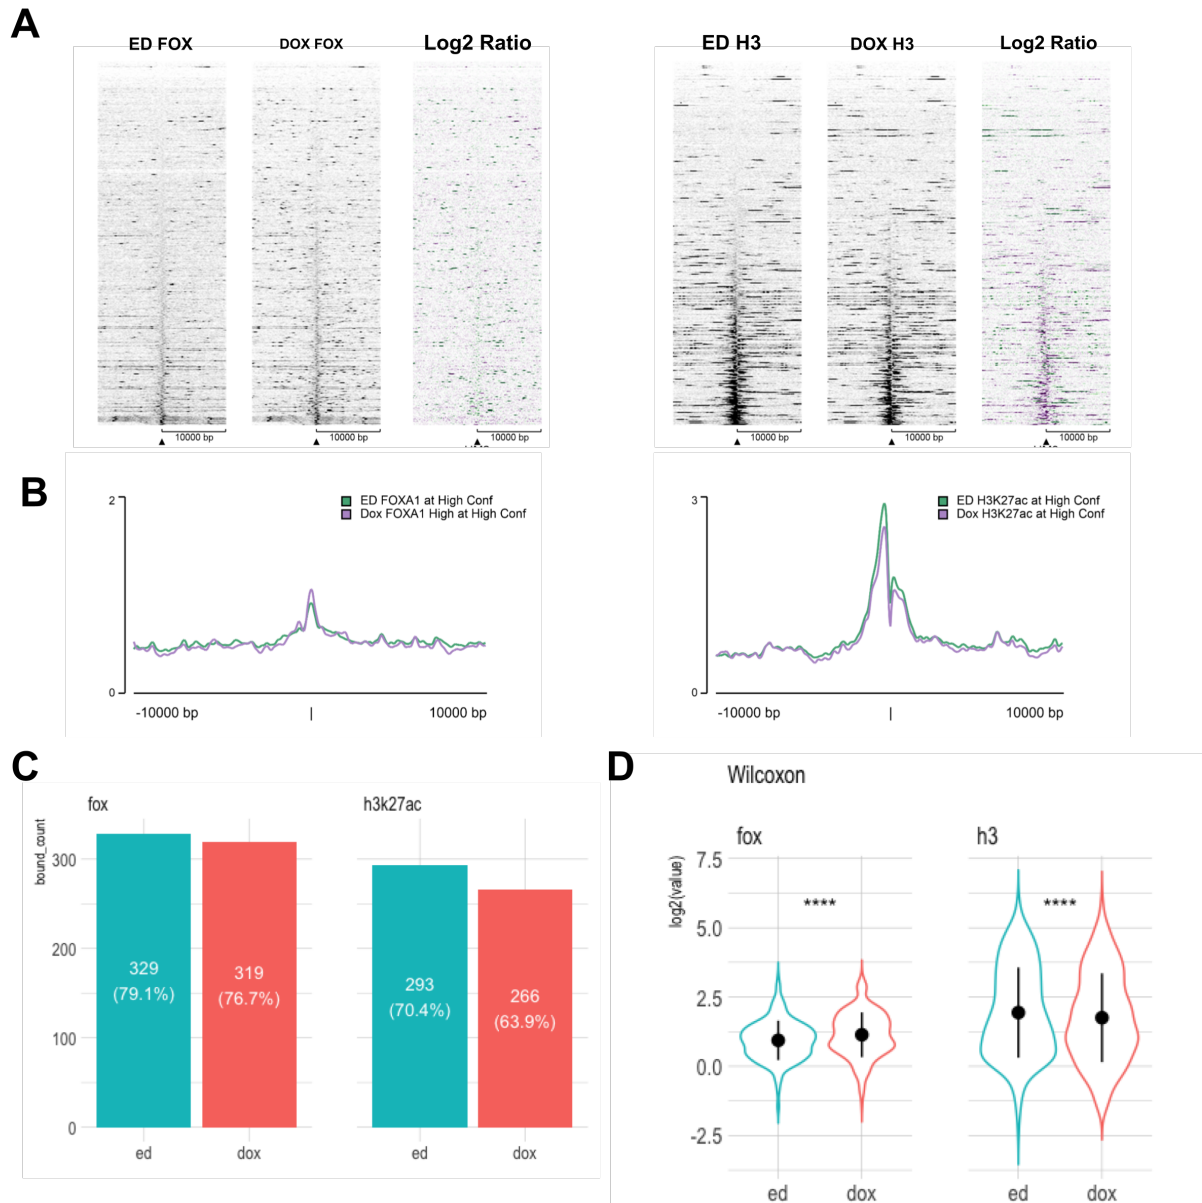 A
ED FOX
DOX FOX
Log2 Ratio
ED H3
DOX H3
Log2 Ratio
10000 bp
10000 bp
10000 bp
10000 bp
10000 bp
10000 bp
B
2
1
0
ED FOXA1 at High Conf
Dox FOXA1 High at High Conf
-10000 bp
10000 bp
3
0
ED H3K27ac at High Conf
Dox H3K27ac at High Conf
-10000 bp
10000 bp
C
fox
h3k27ac
bound_count
300
200
100
0
329
(79.1%)
319
(76.7%)
293
(70.4%)
266
(63.9%)
ed
dox
ed
dox
D
Wilcoxon
fox
h3
log2(value)
7.5
5.0
2.5
0.0
-2.5
****
****
ed
dox
ed
dox